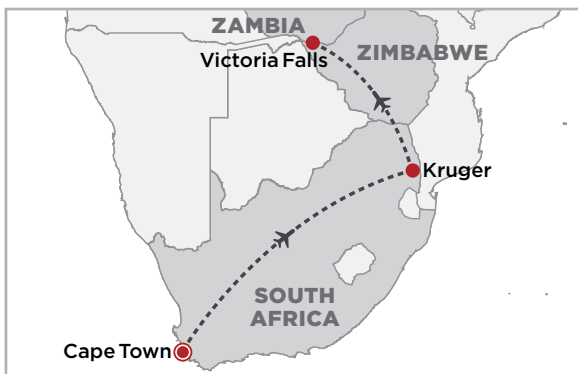 ZAMBIA
ZIMBABWE
Victoria Falls
Kruger
SOUTH
AFRICA
Cape Town